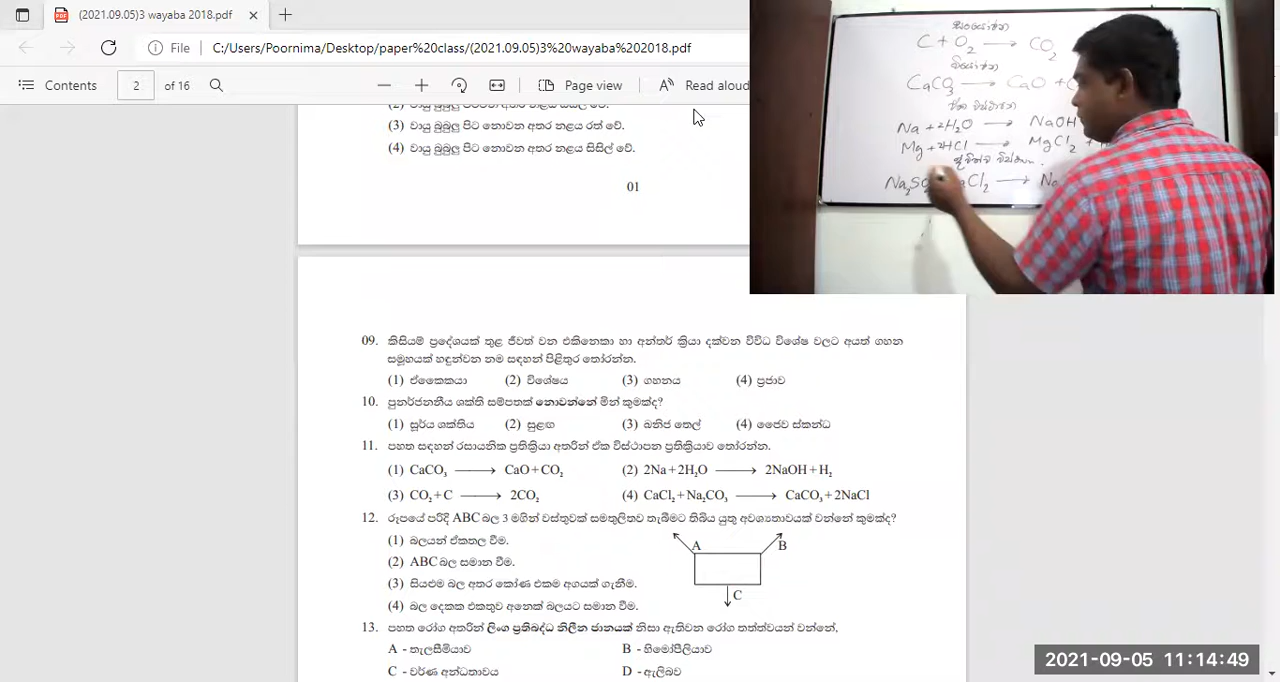 (2021.09.05)3 wayaba 2018.pdf
File C:/Users/Poornima/Desktop/paper%20class/(2021.09.05)3%20wayaba%202018.pdf
Contents 2 of 16 Page view Read aloud
(3) වායු බුබුලු පිට නොවන අතර නළය රත් වේ.
(4) වායු බුබුලු පිට නොවන අතර නළය සිසිල් වේ.
01
09. කිසියම් ප්‍රදේශයක් තුළ ජීවත් වන එකිනෙකා හා අන්තර් ක්‍රියා දක්වන විවිධ විශේෂ වලට අයත් ගහන
සමූහයක් හඳුන්වන නම සඳහන් පිළිතුර තෝරන්න.
(1) ඒකෛකයා (2) විශේෂය (3) ගහනය (4) ප්‍රජාව
10. පුනර්ජනනීය ශක්ති සම්පතක් නොවන්නේ මින් කුමක්ද?
(1) සූර්ය ශක්තිය (2) සුළඟ (3) ඛනිජ තෙල් (4) ජෛව ස්කන්ධ
11. පහත සඳහන් රසායනික ප්‍රතික්‍රියා අතරින් ඒක විස්ථාපන ප්‍රතික්‍රියාව තෝරන්න.
(1) CaCO₃ ⟶ CaO + CO₂ (2) 2Na + 2H₂O ⟶ 2NaOH + H₂
(3) CO₂ + C ⟶ 2CO₂ (4) CaCl₂ + Na₂CO₃ ⟶ CaCO₃ + 2NaCl
12. රූපයේ පරිදි ABC බල 3 මගින් වස්තුවක් සමතුලිතව තැබීමට තිබිය යුතු අවශ්‍යතාවයක් වන්නේ කුමක්ද?
(1) බලයන් ඒකතල වීම.
(2) ABC බල සමාන වීම.
(3) සියළුම බල අතර කෝණ එකම අගයක් ගැනීම.
(4) බල දෙකක එකතුව අනෙක් බලයට සමාන වීම.
A B
C
13. පහත රෝග අතරින් ලිංග ප්‍රතිබද්ධ නිලීන ජානයක් නිසා ඇතිවන රෝග තත්ත්වයන් වන්නේ,
A - තැලසීමියාව B - හිමෝපීලියාව
C - වර්ණ අන්ධතාවය D - ඇලිබව
සංයෝජන
C + O₂ ⟶ CO₂
වියෝජන
CaCO₃ ⟶ CaO +
ඒක විස්ථාපන
Na + 2H₂O ⟶ NaOH
Mg + 2HCl ⟶ MgCl₂ +
Cl₂ ⟶
2021-09-05 11:14:49